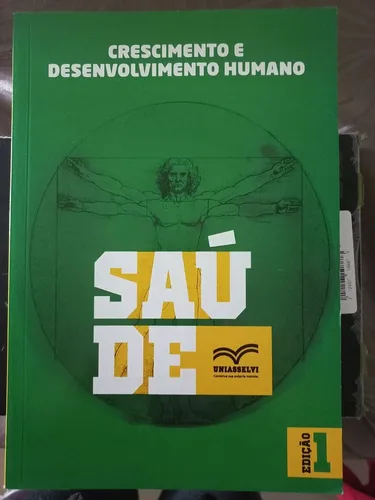 CRESCIMENTO E
DESENVOLVIMENTO HUMANO
SAÚ
DE
UNIASSELVI
EDIÇÃO 1